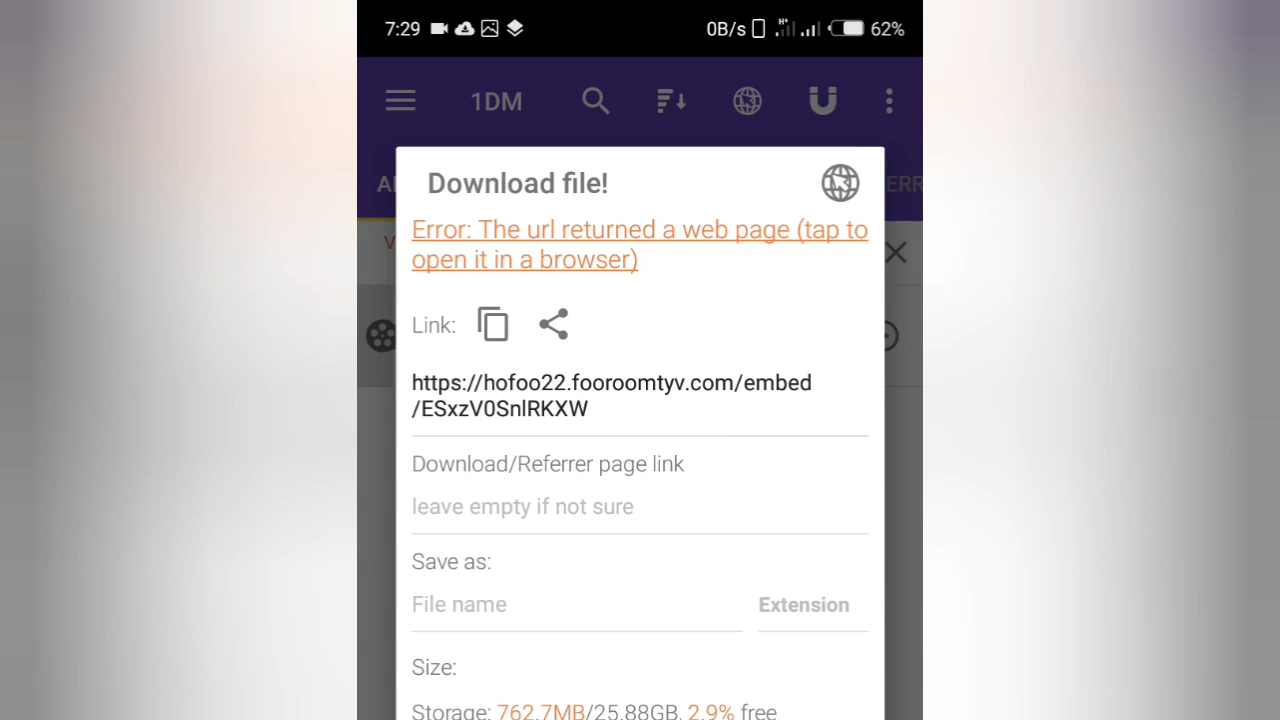 7:29 0B/s H+ 62%
1DM
Download file!
Error: The url returned a web page (tap to
open it in a browser)
Link:
https://hofoo22.fooroomtyv.com/embed
/ESxzV0SnlRKXW
Download/Referrer page link
leave empty if not sure
Save as:
File name Extension
Size:
Storage: 762.7MB/25.88GB, 2.9% free